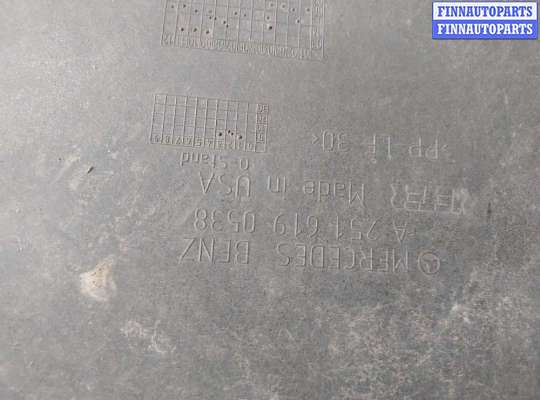 FINNAUTOPARTS
FINNAUTOPARTS
MERCEDES BENZ
A 251 619 0538
Made in USA
0-Stand
>PP-LF 30<